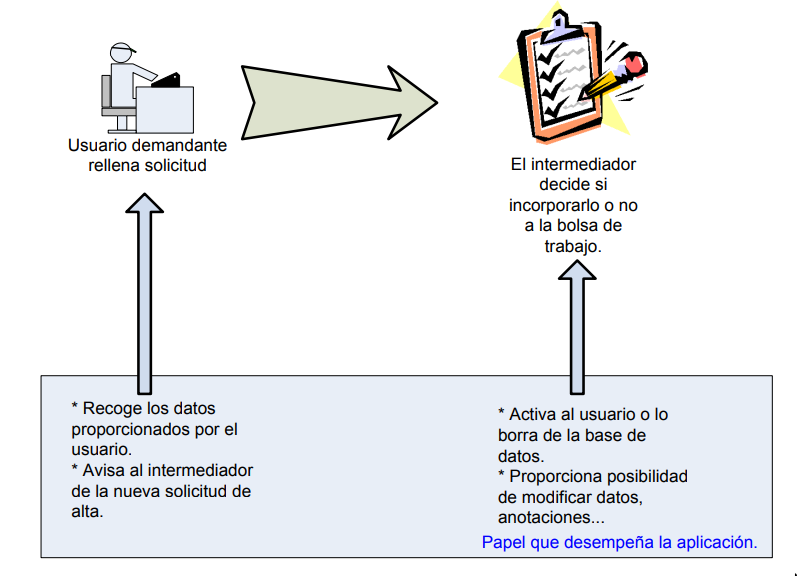 Usuario demandante
rellena solicitud
El intermediador
decide si
incorporarlo o no
a la bolsa de
trabajo.
* Recoge los datos
proporcionados por el
usuario.
* Avisa al intermediador
de la nueva solicitud de
alta.
* Activa al usuario o lo
borra de la base de
datos.
* Proporciona posibilidad
de modificar datos,
anotaciones...
Papel que desempeña la aplicación.